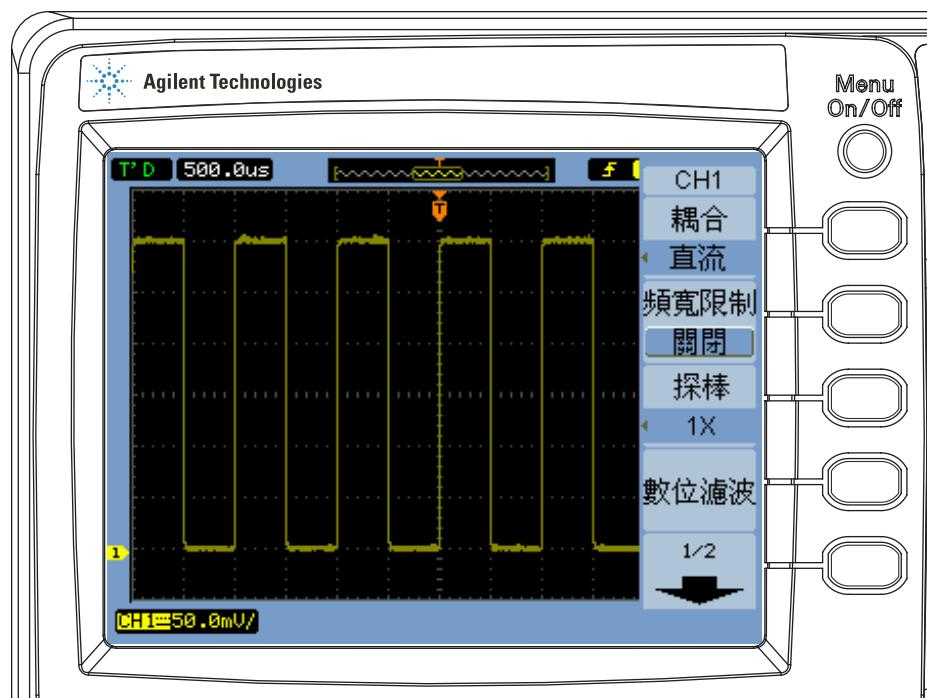 Agilent Technologies
Menu
On/Off
T'D 500.0us
T
CH1
耦合
直流
頻寬限制
關閉
探棒
1X
數位濾波
1/2
T
1
CH1 50.0mV/